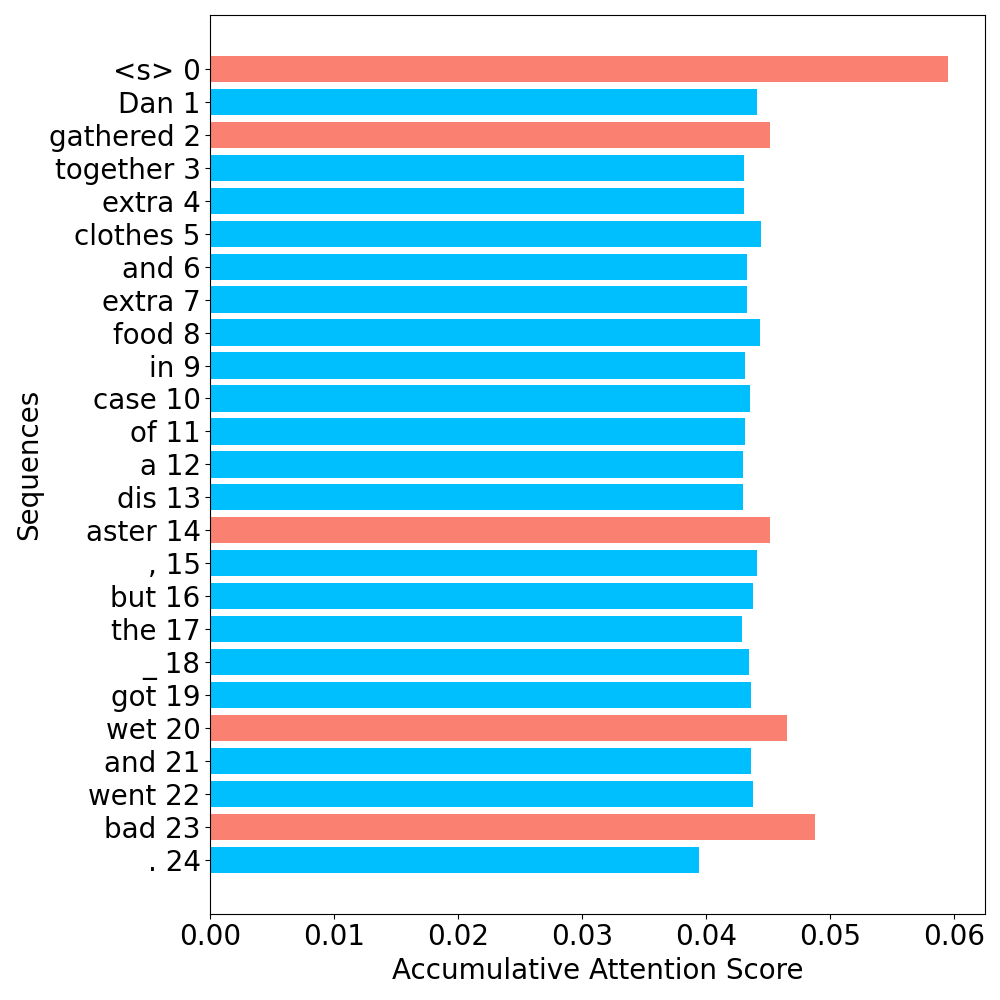 Sequences
<s> 0
Dan 1
gathered 2
together 3
extra 4
clothes 5
and 6
extra 7
food 8
in 9
case 10
of 11
a 12
dis 13
aster 14
, 15
but 16
the 17
_ 18
got 19
wet 20
and 21
went 22
bad 23
. 24
0.00 0.01 0.02 0.03 0.04 0.05 0.06
Accumulative Attention Score